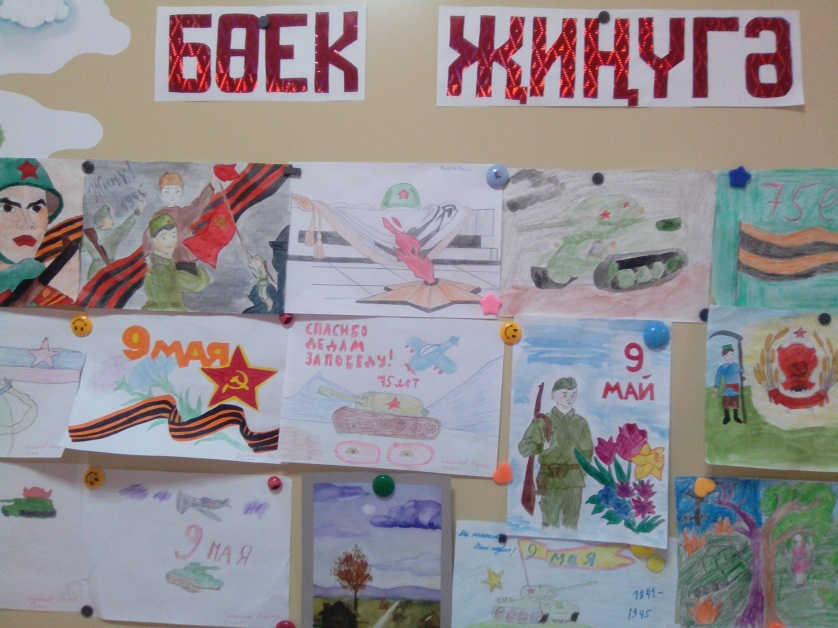 БӨЕК ҖИҢҮГӘ
75
9 МАЯ
СПАСИБО
ДЕДАМ
ЗА ПОБЕДУ!
75 ЛЕТ
9
МАЙ
9 МАЯ
9 мая
1941-
1945